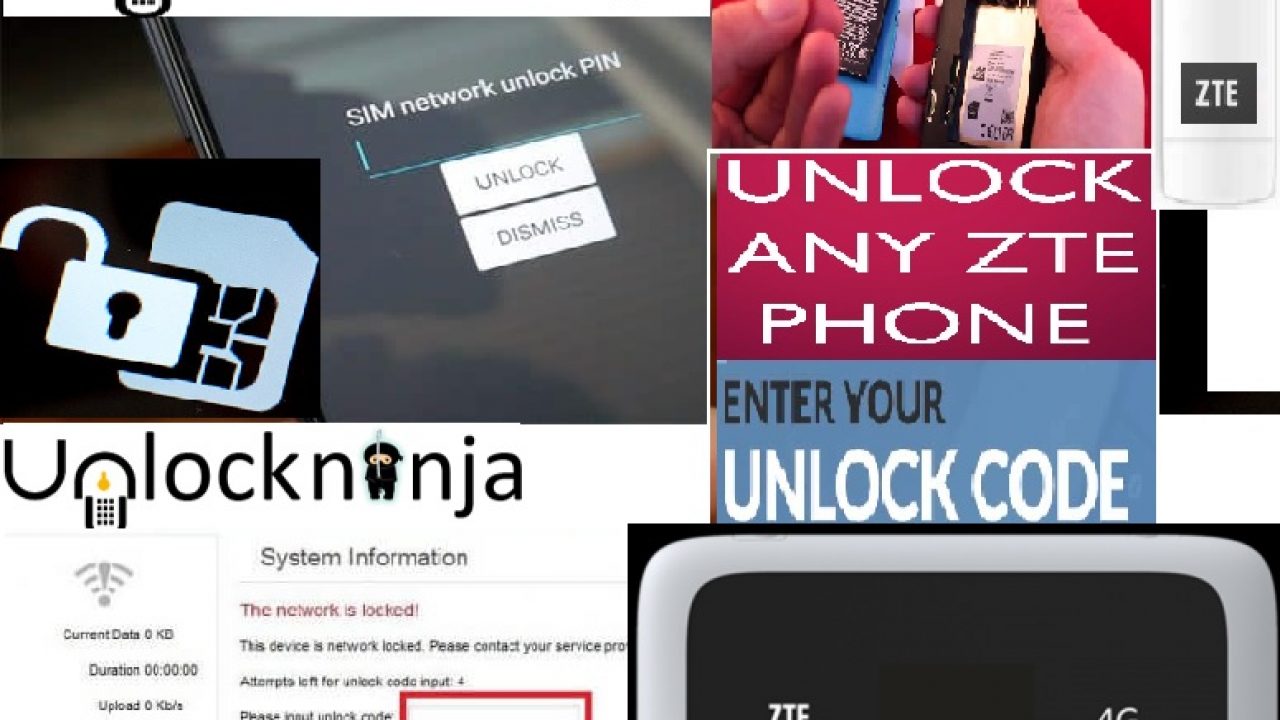 SIM network unlock PIN
UNLOCK
DISMISS
ZTE
UNLOCK
ANY ZTE
PHONE
ENTER YOUR
UNLOCK CODE
Unlockninja
System Information
The network is locked!
This device is network locked. Please contact your service pro
Current Data 0 KB
Duration 00:00:00
Attempts left for unlock code input: 4
Upload 0 Kb/s
Please input unlock code:
ZTE
4G